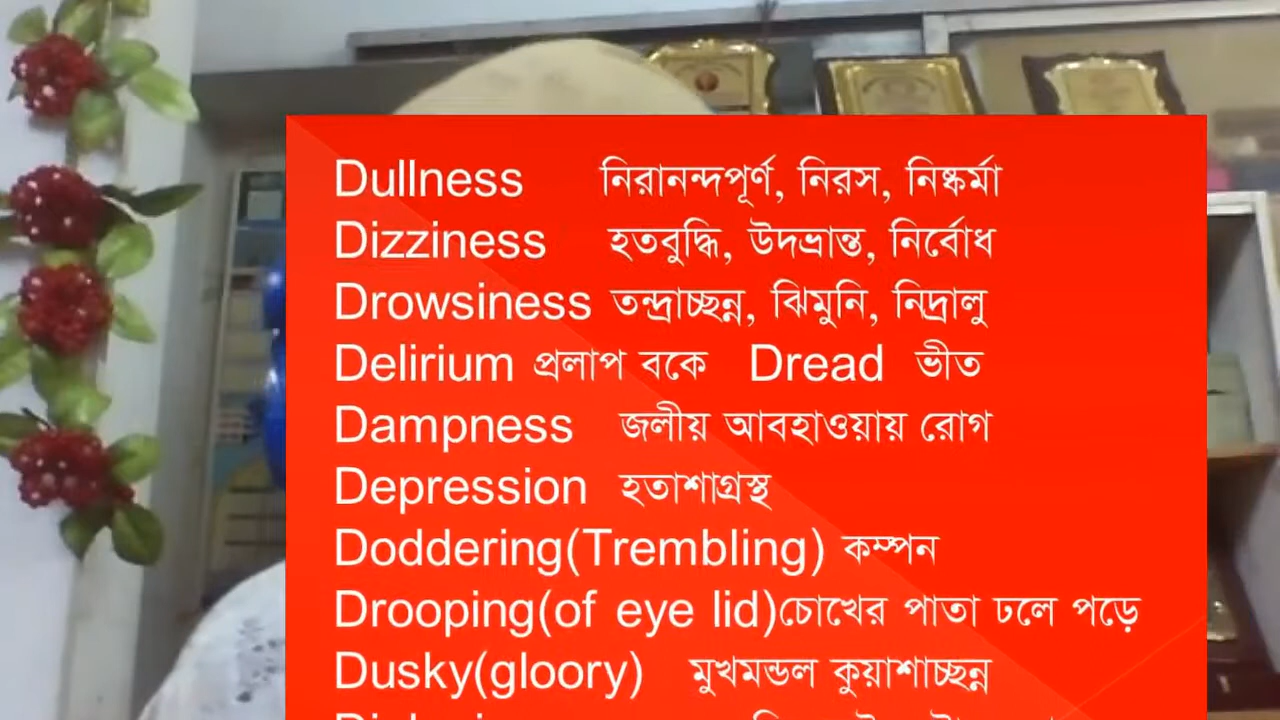 Dullness নিরানন্দপূর্ণ, নিরস, নিষ্কর্মা
Dizziness হতবুদ্ধি, উদভ্রান্ত, নির্বোধ
Drowsiness তন্দ্রাচ্ছন্ন, ঝিমুনি, নিদ্রালু
Delirium প্রলাপ বকে Dread ভীত
Dampness জলীয় আবহাওয়ায় রোগ
Depression হতাশাগ্রস্থ
Doddering(Trembling) কম্পন
Drooping(of eye lid)চোখের পাতা ঢলে পড়ে
Dusky(gloory) মুখমন্ডল কুয়াশাচ্ছন্ন